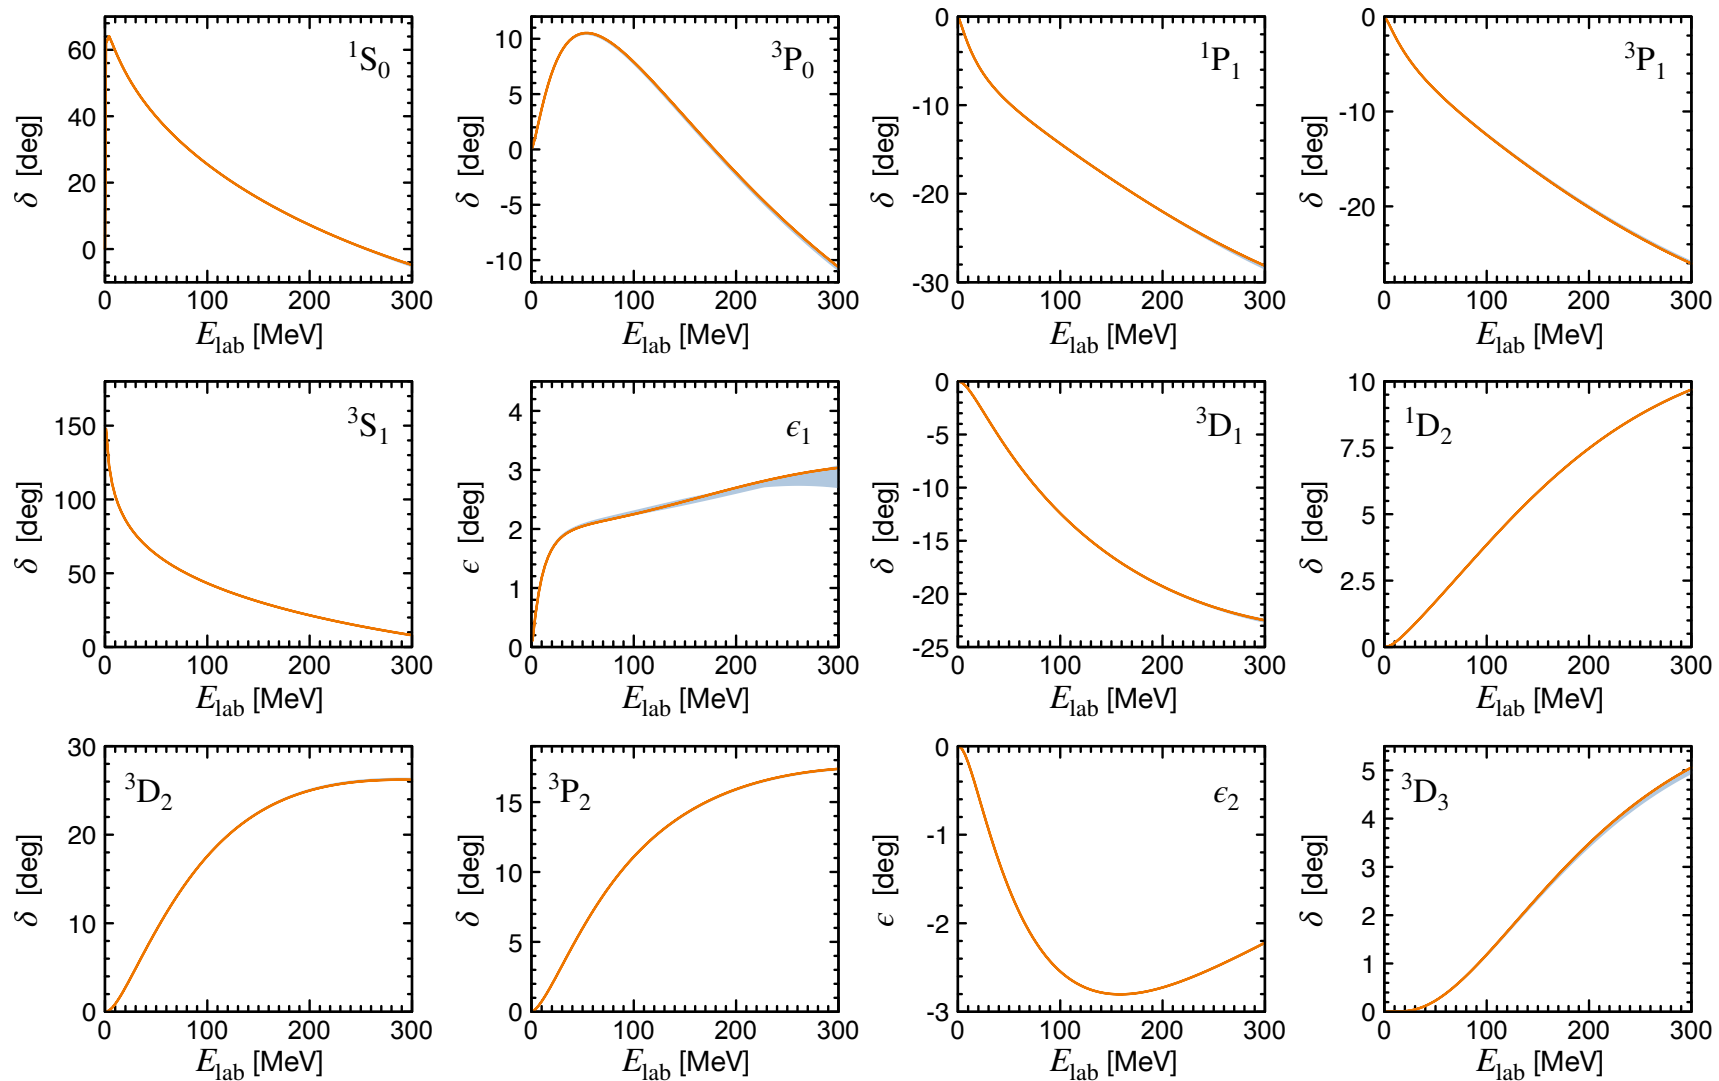 60
40
20
0
δ [deg]
¹S₀
0 100 200 300
E_lab [MeV]
10
5
0
-5
-10
δ [deg]
³P₀
0 100 200 300
E_lab [MeV]
0
-10
-20
-30
δ [deg]
¹P₁
0 100 200 300
E_lab [MeV]
0
-10
-20
δ [deg]
³P₁
0 100 200 300
E_lab [MeV]
150
100
50
0
δ [deg]
³S₁
0 100 200 300
E_lab [MeV]
4
3
2
1
0
ϵ [deg]
ϵ₁
0 100 200 300
E_lab [MeV]
0
-5
-10
-15
-20
-25
δ [deg]
³D₁
0 100 200 300
E_lab [MeV]
10
7.5
5
2.5
0
δ [deg]
¹D₂
0 100 200 300
E_lab [MeV]
30
20
10
0
δ [deg]
³D₂
0 100 200 300
E_lab [MeV]
15
10
5
0
δ [deg]
³P₂
0 100 200 300
E_lab [MeV]
0
-1
-2
-3
ϵ [deg]
ϵ₂
0 100 200 300
E_lab [MeV]
5
4
3
2
1
0
δ [deg]
³D₃
0 100 200 300
E_lab [MeV]